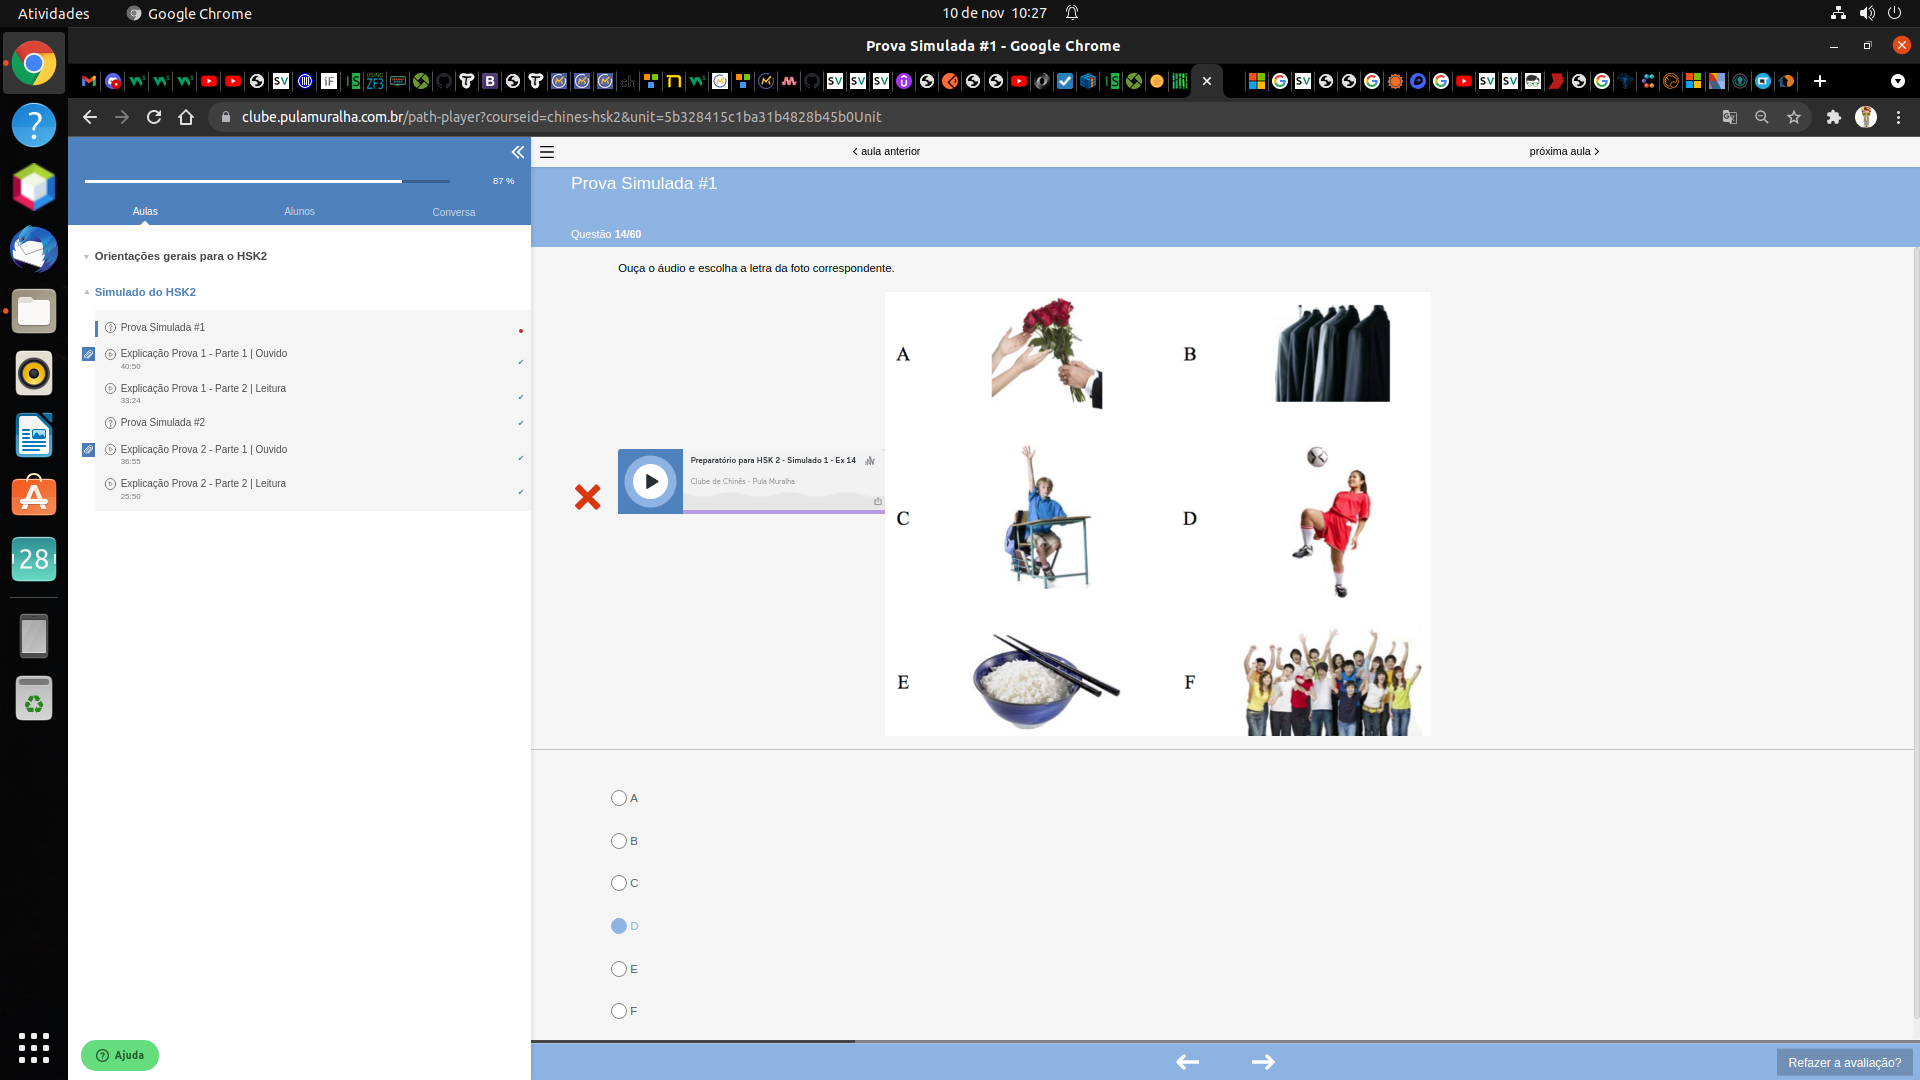 Atividades
Google Chrome
10 de nov 10:27
Prova Simulada #1 - Google Chrome
clube.pulamuralha.com.br/path-player?courseid=chines-hsk2&unit=5b328415c1ba31b4828b45b0Unit
87 %
Aulas
Alunos
Conversa
Orientações gerais para o HSK2
Simulado do HSK2
Prova Simulada #1
Explicação Prova 1 - Parte 1 | Ouvido
40:50
Explicação Prova 1 - Parte 2 | Leitura
33:24
Prova Simulada #2
Explicação Prova 2 - Parte 1 | Ouvido
36:55
Explicação Prova 2 - Parte 2 | Leitura
25:50
28
Ajuda
aula anterior
próxima aula
Prova Simulada #1
Questão 14/60
Ouça o áudio e escolha a letra da foto correspondente.
Preparatório para HSK 2 - Simulado 1 - Ex 14
Clube de Chinês - Pula Muralha
A
B
C
D
E
F
A
B
C
D
E
F
Refazer a avaliação?